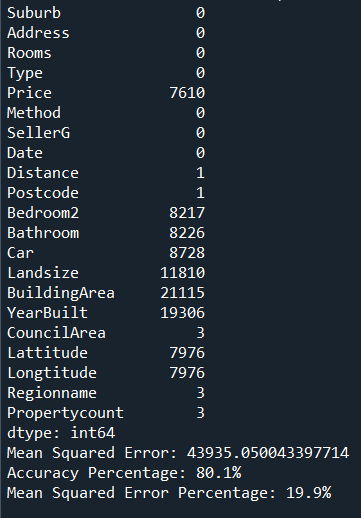 Suburb 0
Address 0
Rooms 0
Type 0
Price 7610
Method 0
SellerG 0
Date 0
Distance 1
Postcode 1
Bedroom2 8217
Bathroom 8226
Car 8728
Landsize 11810
BuildingArea 21115
YearBuilt 19306
CouncilArea 3
Lattitude 7976
Longtitude 7976
Regionname 3
Propertycount 3
dtype: int64
Mean Squared Error: 43935.050043397714
Accuracy Percentage: 80.1%
Mean Squared Error Percentage: 19.9%